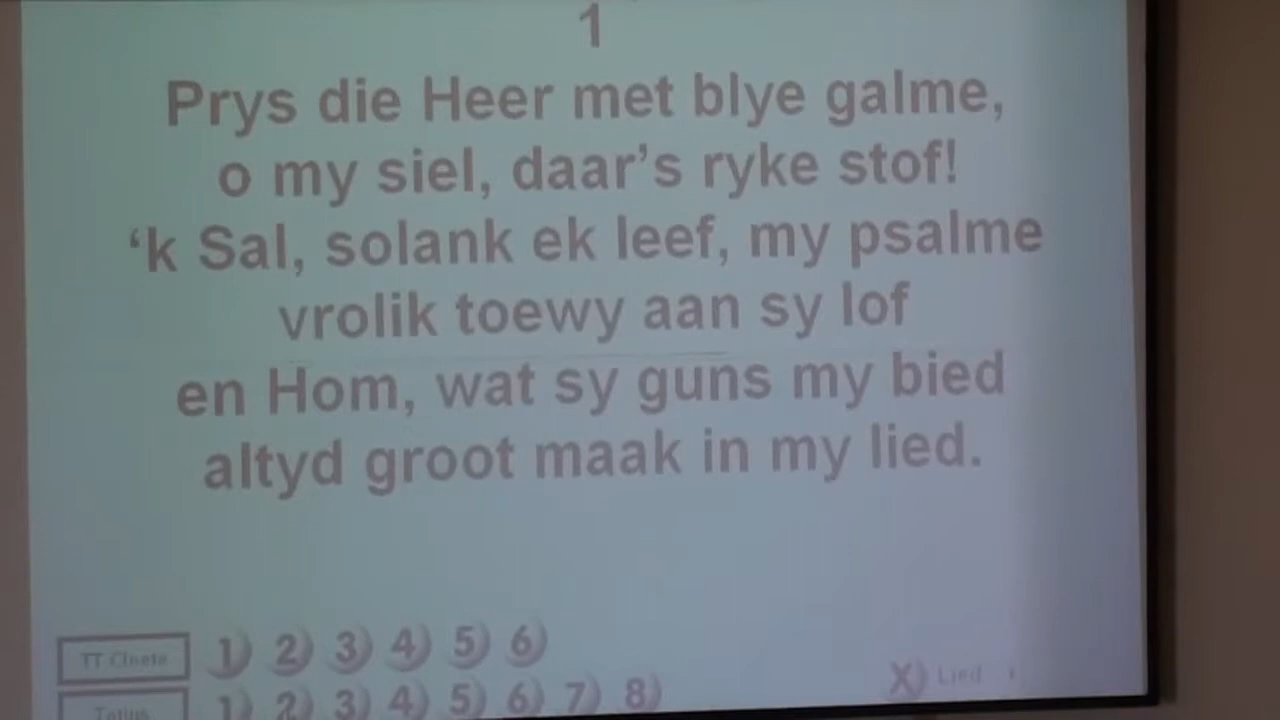 1
Prys die Heer met blye galme,
o my siel, daar's ryke stof!
‘k Sal, solank ek leef, my psalme
vrolik toewy aan sy lof
en Hom, wat sy guns my bied
altyd groot maak in my lied.
TT Cloete 1) 2) 3) 4) 5) 6)
Totius 1) 2) 3) 4) 5) 6) 7) 8)
X) Lied